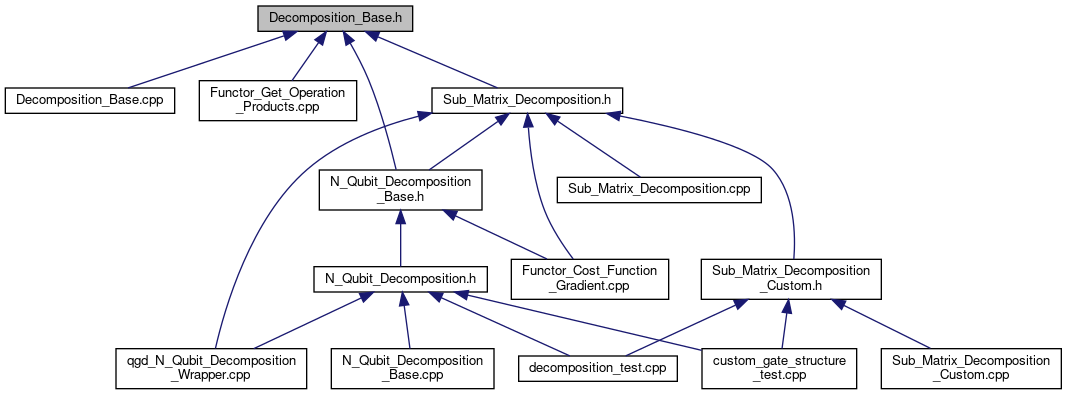 Decomposition_Base.h
Decomposition_Base.cpp
Functor_Get_Operation
_Products.cpp
Sub_Matrix_Decomposition.h
N_Qubit_Decomposition
_Base.h
Sub_Matrix_Decomposition.cpp
N_Qubit_Decomposition.h
Functor_Cost_Function
_Gradient.cpp
Sub_Matrix_Decomposition
_Custom.h
qgd_N_Qubit_Decomposition
_Wrapper.cpp
N_Qubit_Decomposition
_Base.cpp
decomposition_test.cpp
custom_gate_structure
_test.cpp
Sub_Matrix_Decomposition
_Custom.cpp